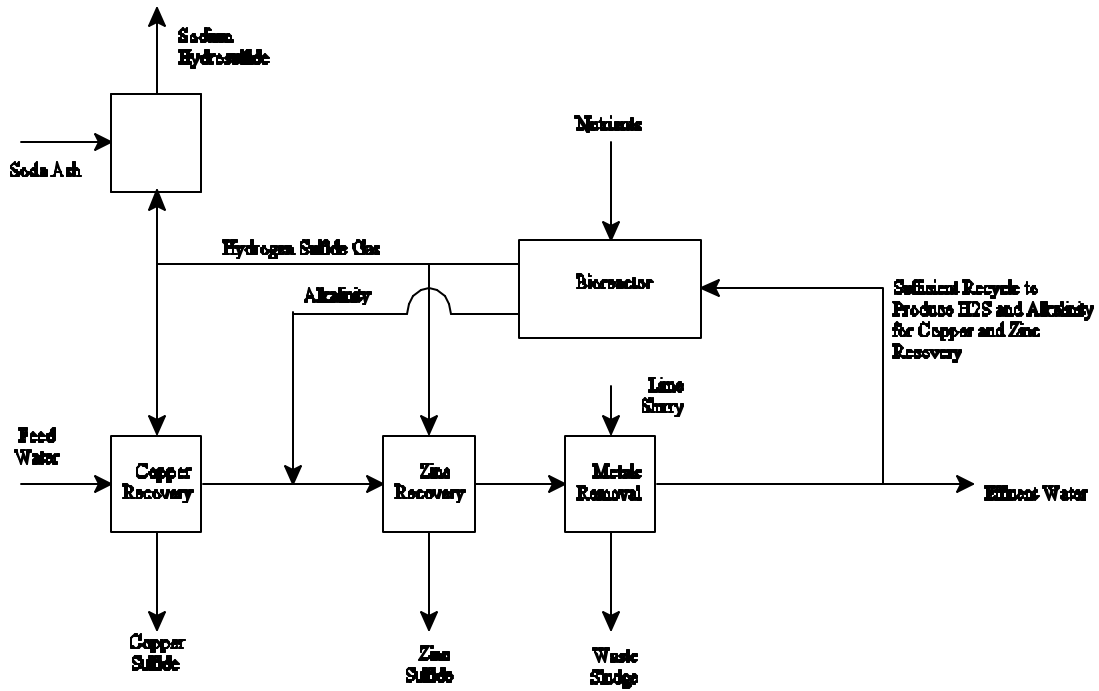 Sodium
Hydrosulfide
Soda Ash
Nutrients
Hydrogen Sulfide Gas
Bioreactor
Alkalinity
Sufficient Recycle to
Produce H2S and Alkalinity
for Copper and Zinc
Recovery
Lime
Slurry
Feed
Water
Copper
Recovery
Zinc
Recovery
Metals
Removal
Effluent Water
Copper
Sulfide
Zinc
Sulfide
Waste
Sludge